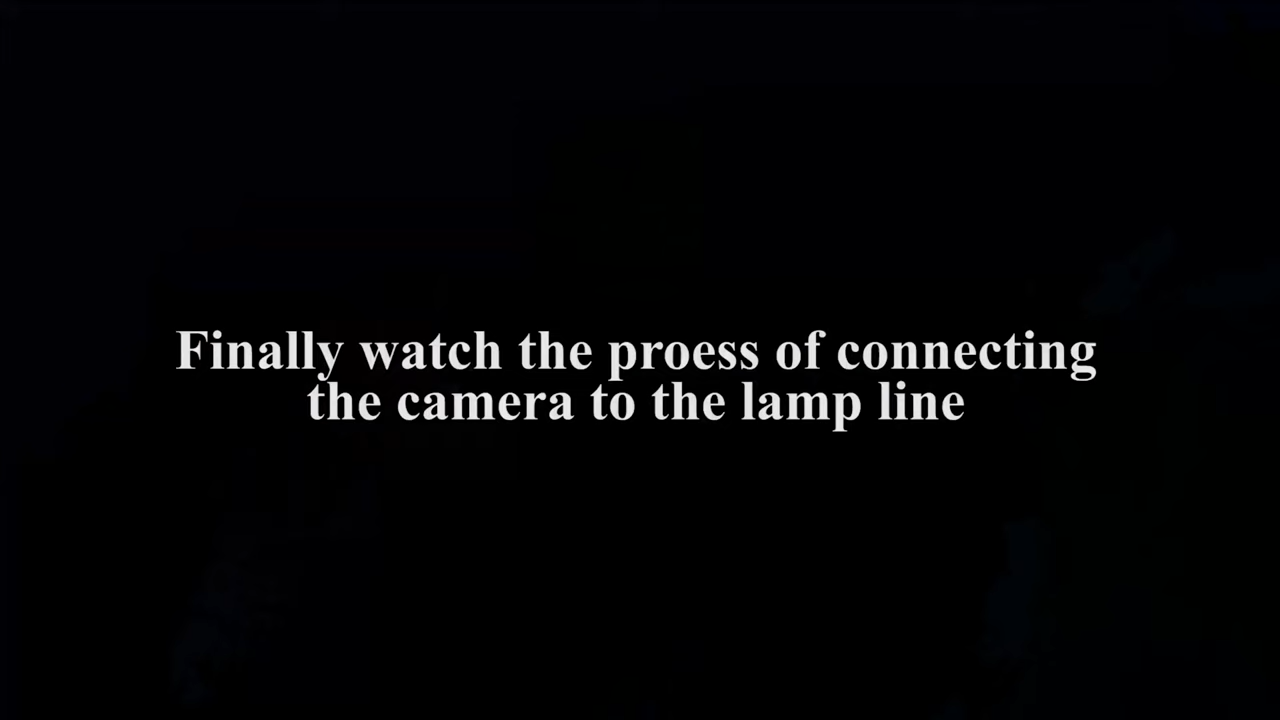 Finally watch the proess of connecting
the camera to the lamp line